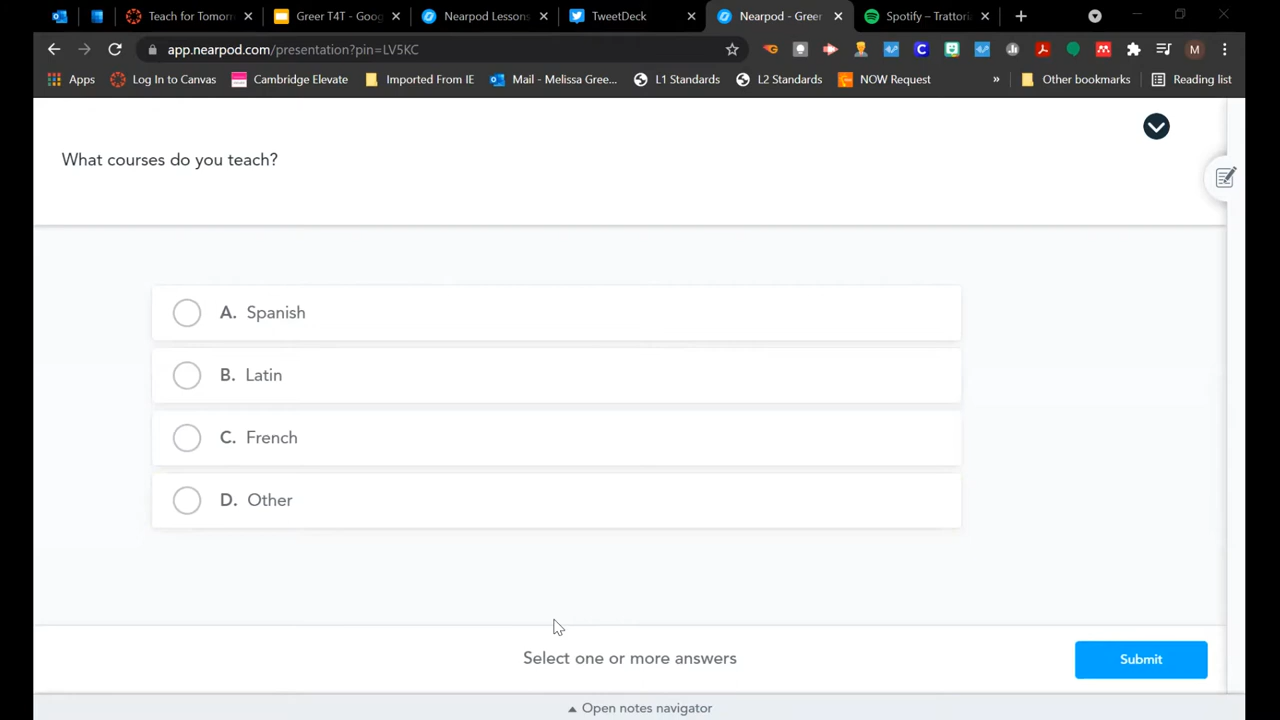 Teach for Tomorr
Greer T4T - Goog
Nearpod Lessons
TweetDeck
Nearpod - Greer
Spotify – Trattoria
app.nearpod.com/presentation?pin=LV5KC
M
Apps
Log In to Canvas
Cambridge Elevate
Imported From IE
Mail - Melissa Gree...
L1 Standards
L2 Standards
NOW Request
»
Other bookmarks
Reading list
What courses do you teach?
A. Spanish
B. Latin
C. French
D. Other
Select one or more answers
Submit
Open notes navigator